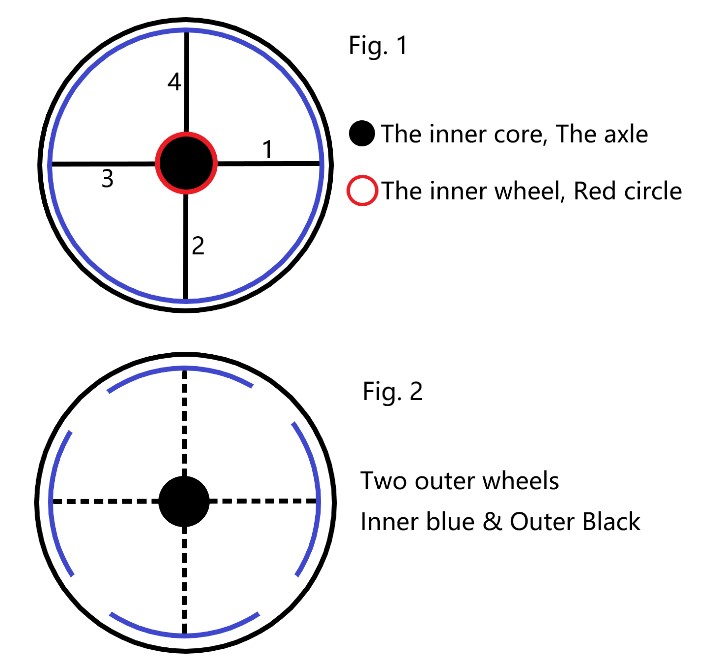 Fig. 1
4
The inner core, The axle
1
3
The inner wheel, Red circle
2
Fig. 2
Two outer wheels
Inner blue & Outer Black